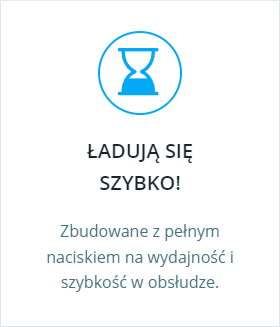 ŁADUJĄ SIĘ
SZYBKO!
Zbudowane z pełnym
naciskiem na wydajność i
szybkość w obsłudze.